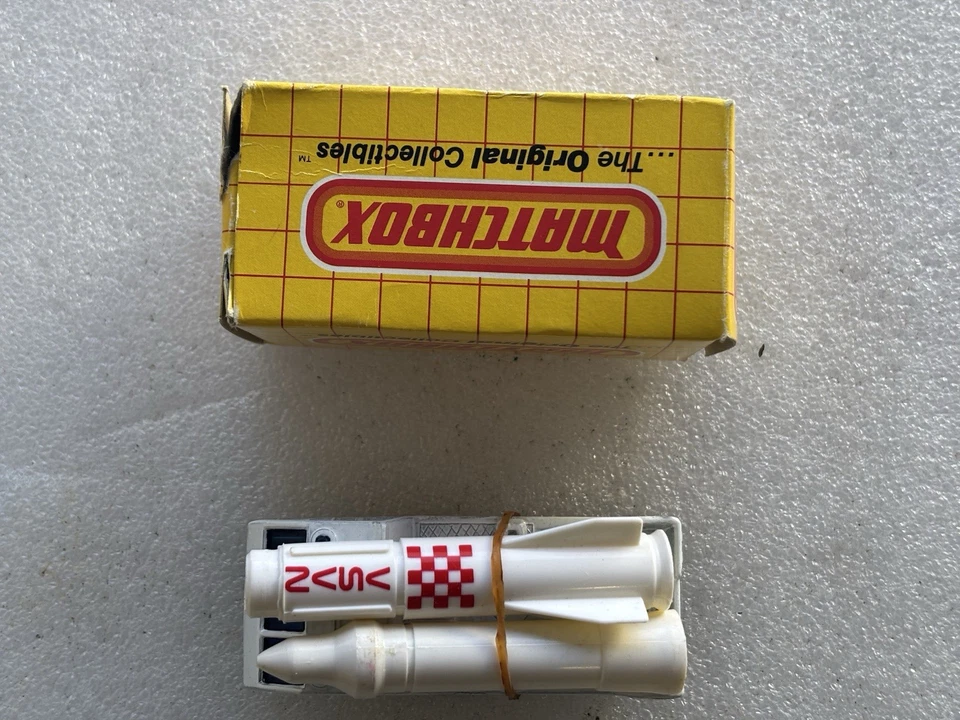 ...The Original Collectibles™
MATCHBOX®
NASA